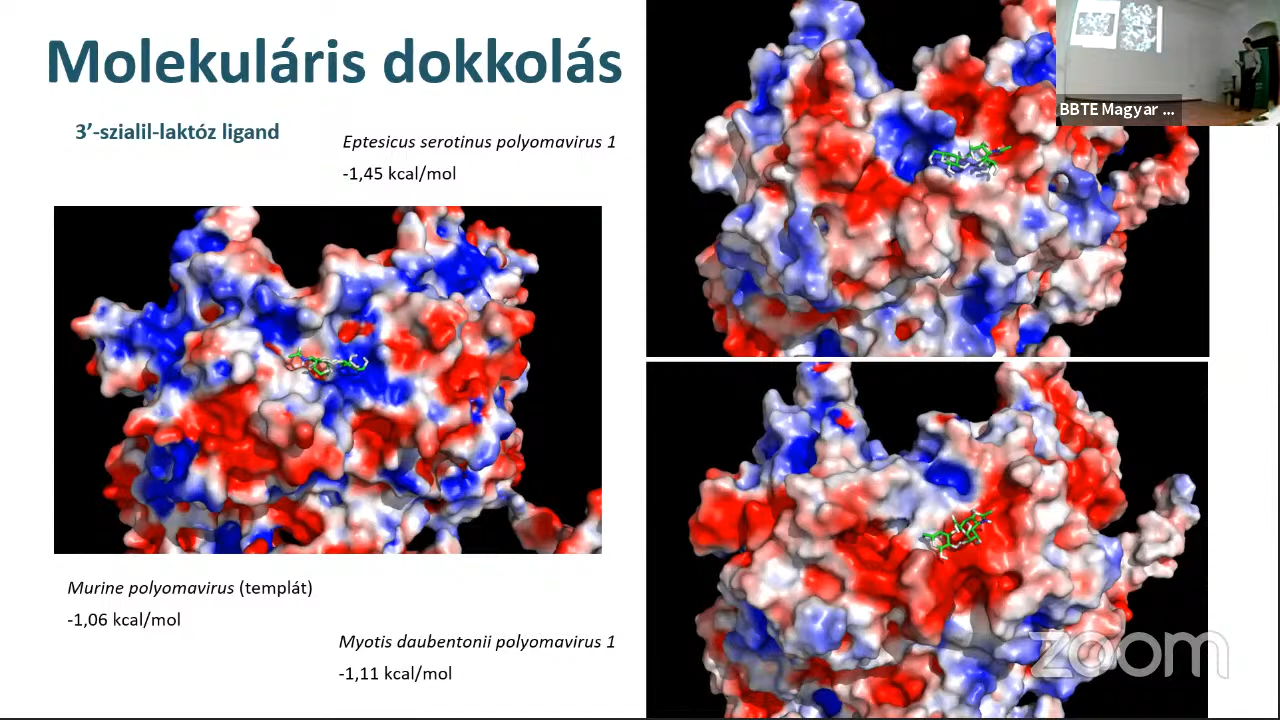 Molekuláris dokkolás
3’-szialil-laktóz ligand
Eptesicus serotinus polyomavirus 1
-1,45 kcal/mol
Murine polyomavirus (templát)
-1,06 kcal/mol
Myotis daubentonii polyomavirus 1
-1,11 kcal/mol
BBTE Magyar ...
zoom